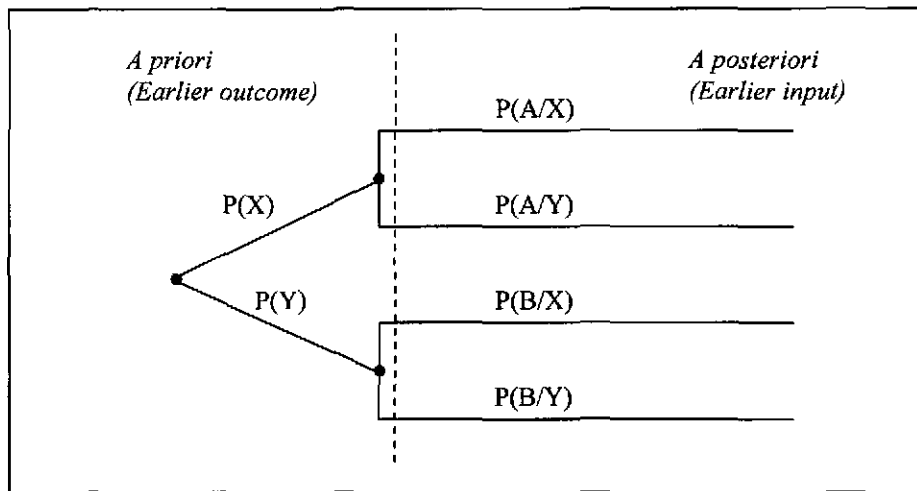 A priori
(Earlier outcome)
A posteriori
(Earlier input)
P(A/X)
P(X)
P(A/Y)
P(Y)
P(B/X)
P(B/Y)